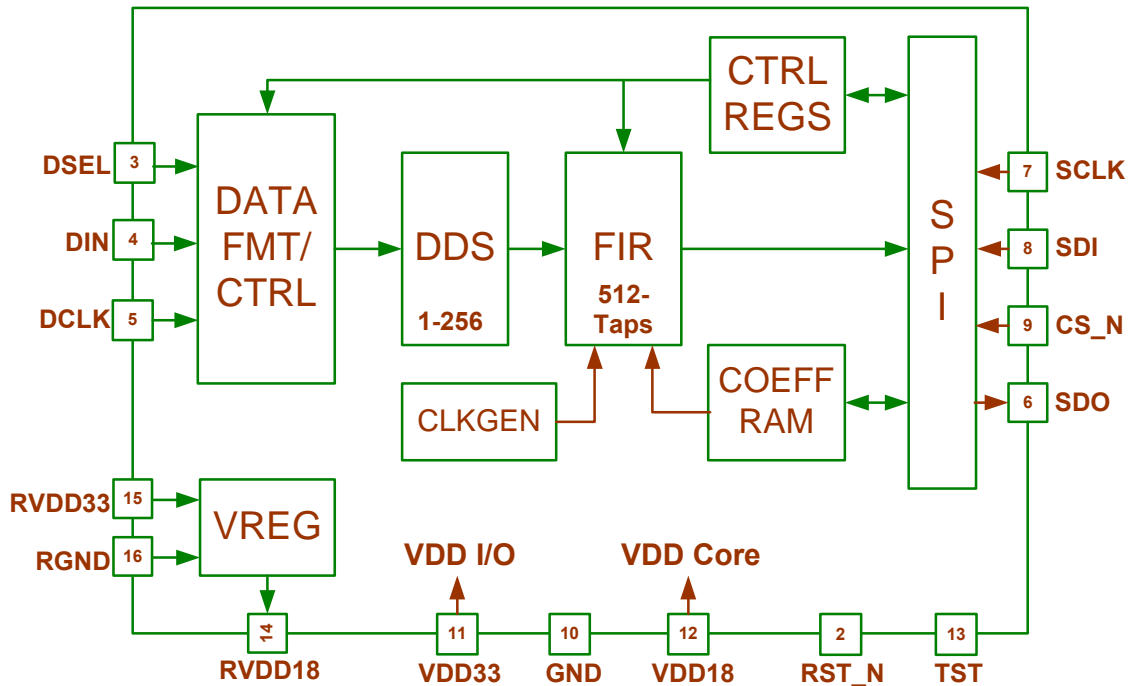 CTRL
REGS
DSEL
3
DIN
4
DCLK
5
DATA
FMT/
CTRL
DDS
1-256
FIR
512-
Taps
S
P
I
7
SCLK
8
SDI
9
CS_N
6
SDO
CLKGEN
COEFF
RAM
RVDD33
15
RGND
16
VREG
VDD I/O
VDD Core
14
11
10
12
2
13
RVDD18
VDD33
GND
VDD18
RST_N
TST